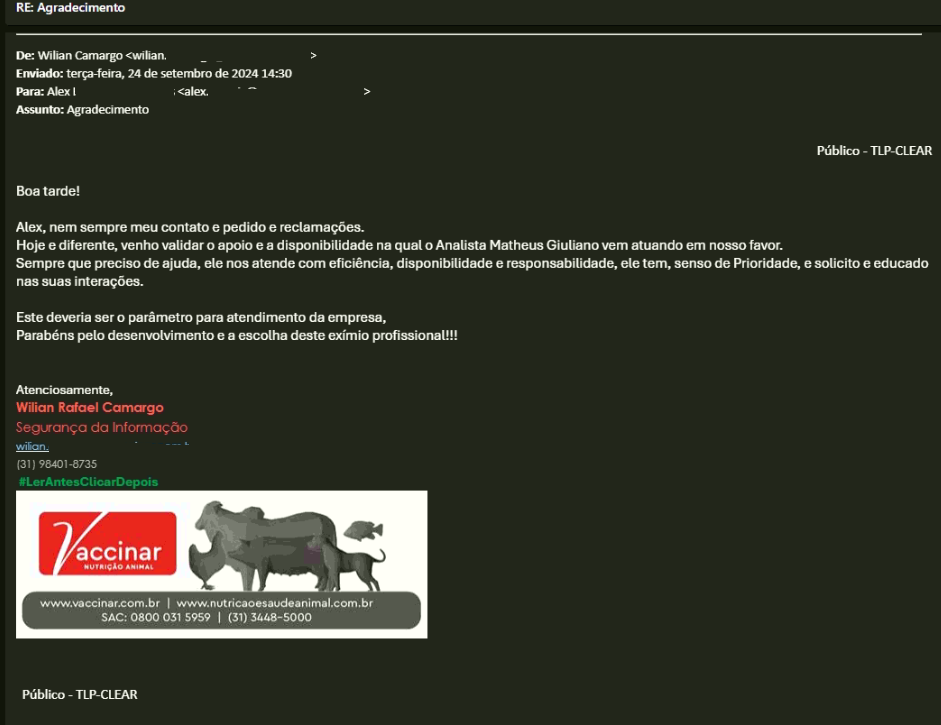 RE: Agradecimento
De: Wilian Camargo <wilian. >
Enviado: terça-feira, 24 de setembro de 2024 14:30
Para: Alex <alex. >
Assunto: Agradecimento
Público - TLP-CLEAR
Boa tarde!
Alex, nem sempre meu contato e pedido e reclamações.
Hoje e diferente, venho validar o apoio e a disponibilidade na qual o Analista Matheus Giuliano vem atuando em nosso favor.
Sempre que preciso de ajuda, ele nos atende com eficiência, disponibilidade e responsabilidade, ele tem, senso de Prioridade, e solicito e educado
nas suas interações.
Este deveria ser o parâmetro para atendimento da empresa,
Parabéns pelo desenvolvimento e a escolha deste exímio profissional!!!
Atenciosamente,
Wilian Rafael Camargo
Segurança da Informação
wilian.
(31) 98401-8735
#LerAntesClicarDepois
Vaccinar
NUTRIÇÃO ANIMAL
www.vaccinar.com.br | www.nutricaoesaudeanimal.com.br
SAC: 0800 031 5959 | (31) 3448-5000
Público - TLP-CLEAR